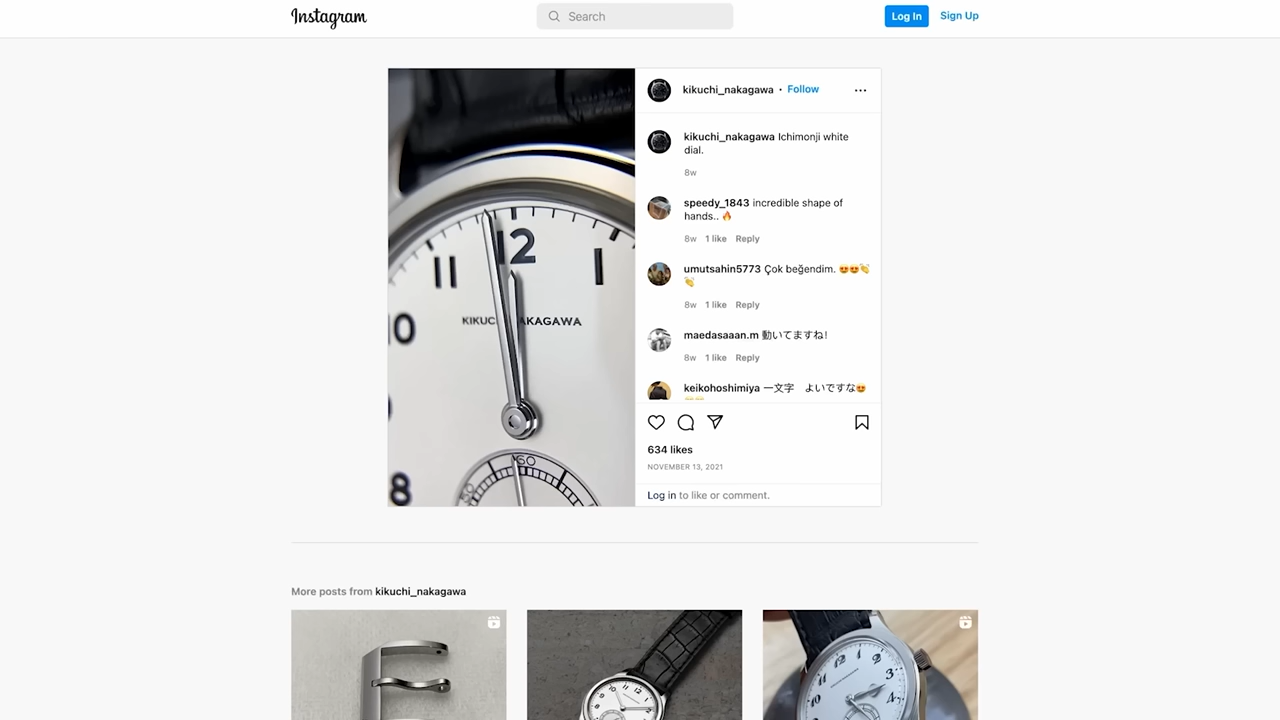 Instagram
Search
Log In
Sign Up
kikuchi_nakagawa • Follow
kikuchi_nakagawa Ichimonji white
dial.
8w
speedy_1843 incredible shape of
hands.. 🔥
8w 1 like Reply
umutsahin5773 Çok beğendim. 😍😍👏
👏
8w 1 like Reply
maedasaaan.m 動いてますね!
8w 1 like Reply
keikohoshimiya 一文字 よいですな😍
634 likes
NOVEMBER 13, 2021
Log in to like or comment.
12
11
1
10
KIKUC AKAGAWA
8
60
50
More posts from kikuchi_nakagawa